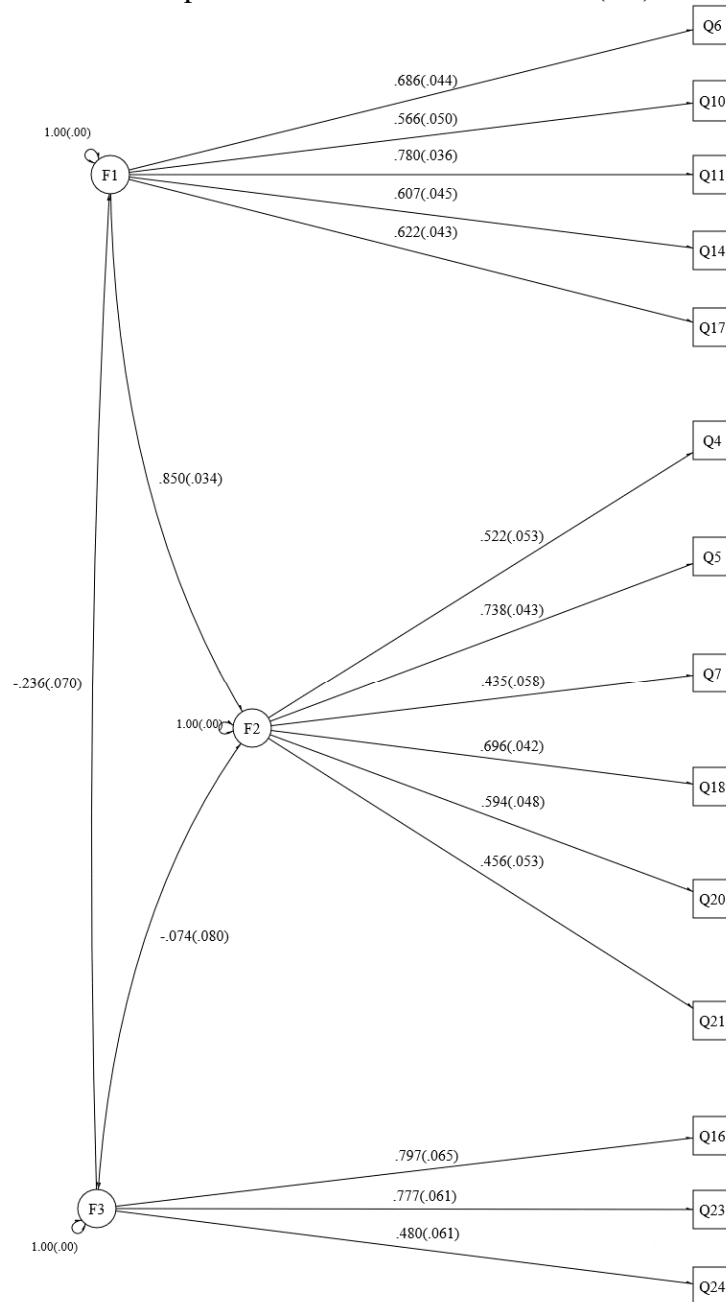 Q6
.686(.044)
.566(.050)
Q10
1.00(.00)
.780(.036)
F1
Q11
.607(.045)
.622(.043)
Q14
Q17
Q4
.850(.034)
.522(.053)
Q5
.738(.043)
-.236(.070)
.435(.058)
Q7
1.00(.00)
F2
.696(.042)
Q18
.594(.048)
.456(.053)
Q20
-.074(.080)
Q21
Q16
.797(.065)
.777(.061)
F3
Q23
.480(.061)
1.00(.00)
Q24